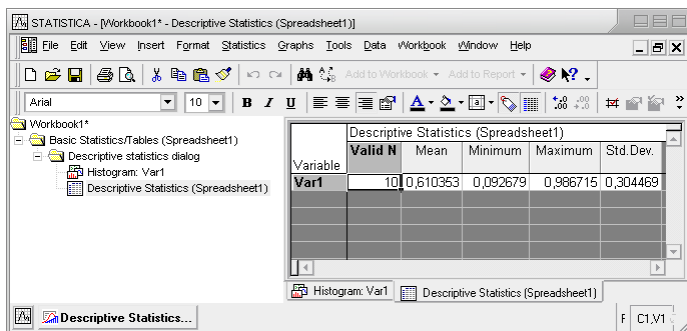 STATISTICA - [Workbook1* - Descriptive Statistics (Spreadsheet1)]
File Edit View Insert Format Statistics Graphs Tools Data Workbook Window Help
Add to Workbook Add to Report
Arial 10 B I U A
Workbook1*
Basic Statistics/Tables (Spreadsheet1)
Descriptive statistics dialog
Histogram: Var1
Descriptive Statistics (Spreadsheet1)
Descriptive Statistics (Spreadsheet1)
Variable Valid N Mean Minimum Maximum Std.Dev.
Var1 10 0,610353 0,092679 0,986715 0,304469
Histogram: Var1 Descriptive Statistics (Spreadsheet1)
Descriptive Statistics... F C1,V1